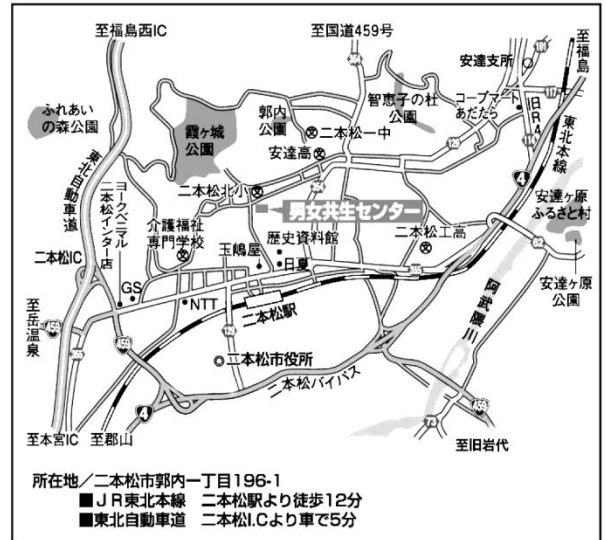 至福島西IC
至国道459号
至福島
安達支所
ふれあい
の森公園
霞ヶ城
公園
郭内
公園
智恵子の杜
公園
コープマート
あだたら
旧R4
東北本線
二本松一中
安達高
東北自動車道
ヨークベニマル
二本松インター店
二本松北小
4
安達ヶ原
ふるさと村
男女共生センター
介護福祉
専門学校
玉嶋屋
歴史資料館
日夏
二本松工高
62
二本松IC
安達ヶ原
公園
GS
NTT
二本松駅
阿武隈川
至岳温泉
459
459
129
二本松市役所
二本松バイパス
459
4
73
至本宮IC
至郡山
至旧岩代
所在地／二本松市郭内一丁目196-1
■ＪＲ東北本線　二本松駅より徒歩12分
■東北自動車道　二本松I.Cより車で5分